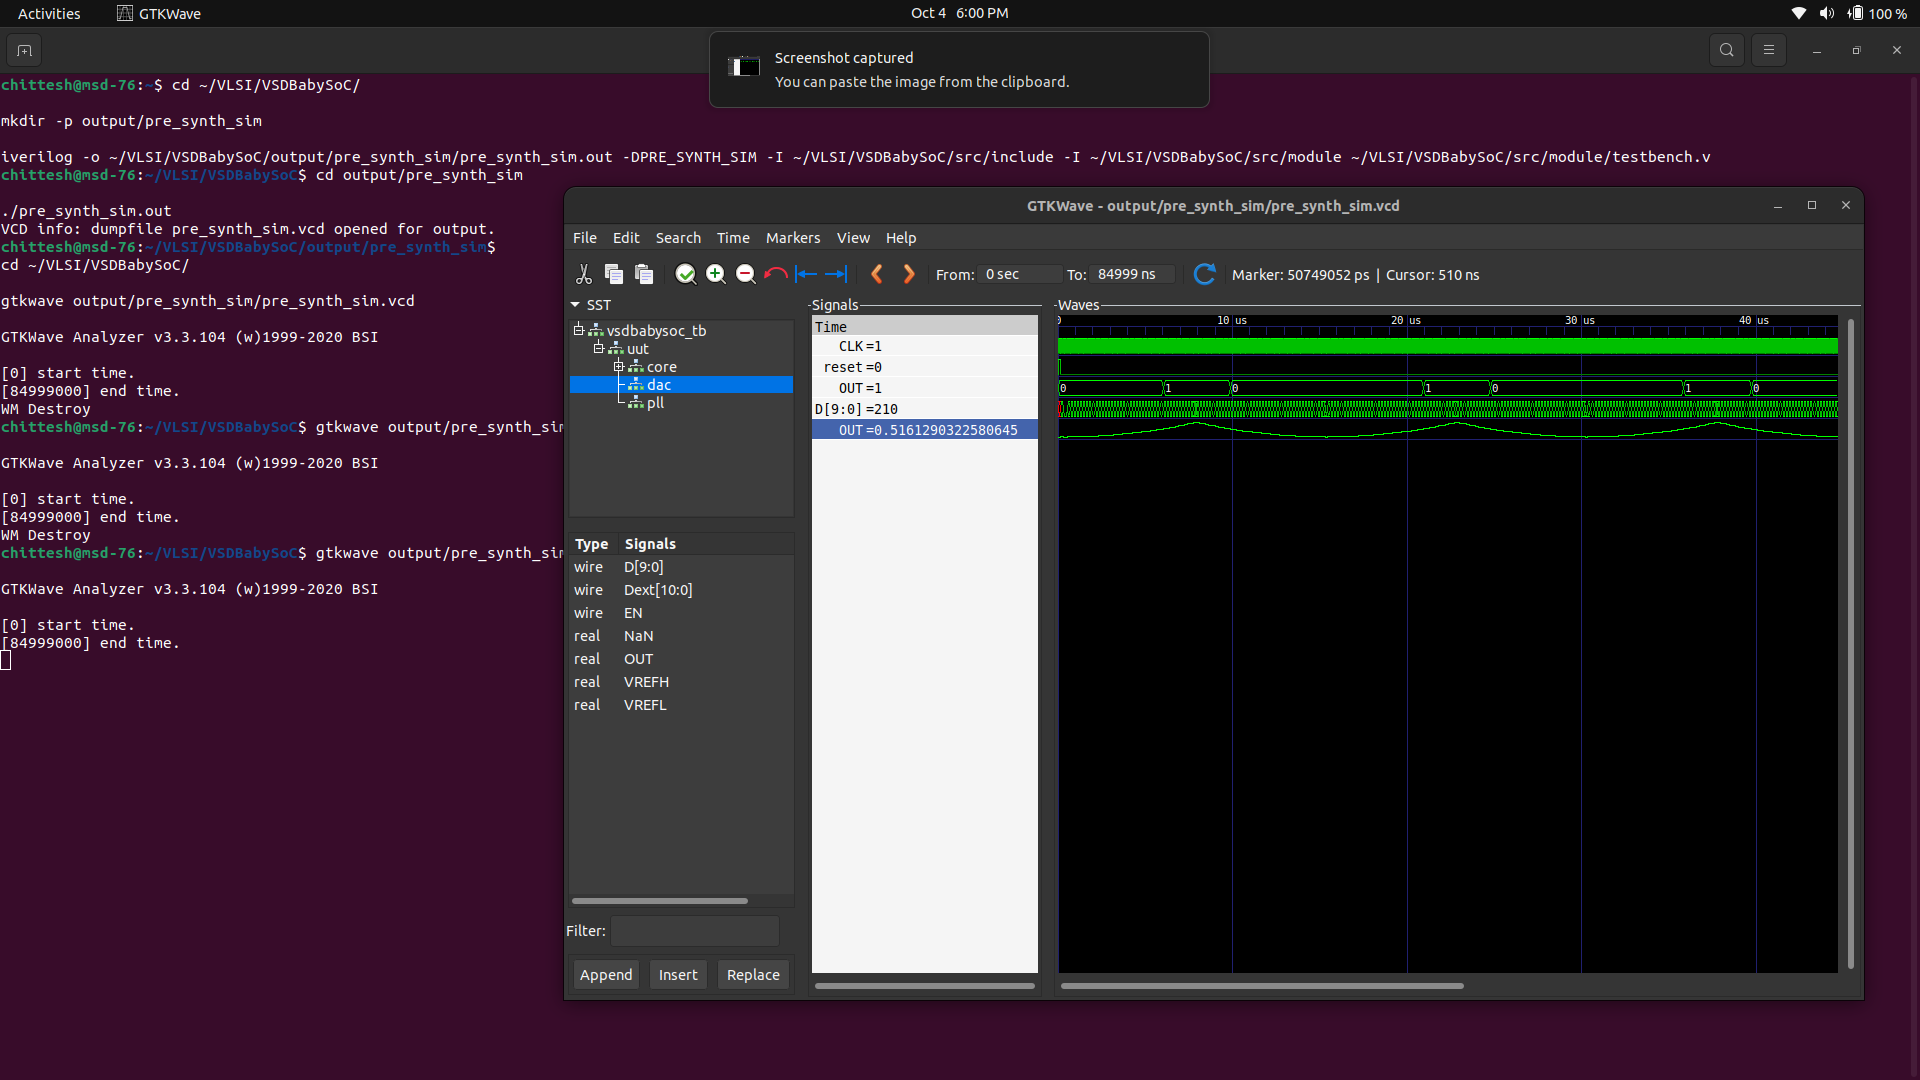 Activities GTKWave Oct 4 6:00 PM 100 %
Screenshot captured
You can paste the image from the clipboard.
chittesh@msd-76:~$ cd ~/VLSI/VSDBabySoC/
mkdir -p output/pre_synth_sim
iverilog -o ~/VLSI/VSDBabySoC/output/pre_synth_sim/pre_synth_sim.out -DPRE_SYNTH_SIM -I ~/VLSI/VSDBabySoC/src/include -I ~/VLSI/VSDBabySoC/src/module ~/VLSI/VSDBabySoC/src/module/testbench.v
chittesh@msd-76:~/VLSI/VSDBabySoC$ cd output/pre_synth_sim
./pre_synth_sim.out
VCD info: dumpfile pre_synth_sim.vcd opened for output.
chittesh@msd-76:~/VLSI/VSDBabySoC/output/pre_synth_sim$
cd ~/VLSI/VSDBabySoC/
gtkwave output/pre_synth_sim/pre_synth_sim.vcd
GTKWave Analyzer v3.3.104 (w)1999-2020 BSI
[0] start time.
[84999000] end time.
WM Destroy
chittesh@msd-76:~/VLSI/VSDBabySoC$ gtkwave output/pre_synth_sim
GTKWave Analyzer v3.3.104 (w)1999-2020 BSI
[0] start time.
[84999000] end time.
WM Destroy
chittesh@msd-76:~/VLSI/VSDBabySoC$ gtkwave output/pre_synth_sim
GTKWave Analyzer v3.3.104 (w)1999-2020 BSI
[0] start time.
[84999000] end time.
GTKWave - output/pre_synth_sim/pre_synth_sim.vcd
File Edit Search Time Markers View Help
From: 0 sec To: 84999 ns Marker: 50749052 ps | Cursor: 510 ns
SST
vsdbabysoc_tb
uut
core
dac
pll
Type Signals
wire D[9:0]
wire Dext[10:0]
wire EN
real NaN
real OUT
real VREFH
real VREFL
Filter:
Append Insert Replace
Signals
Time
CLK=1
reset=0
OUT=1
D[9:0]=210
OUT=0.5161290322580645
Waves
0 10 us 20 us 30 us 40 us
0 1 0 1 0 1 0